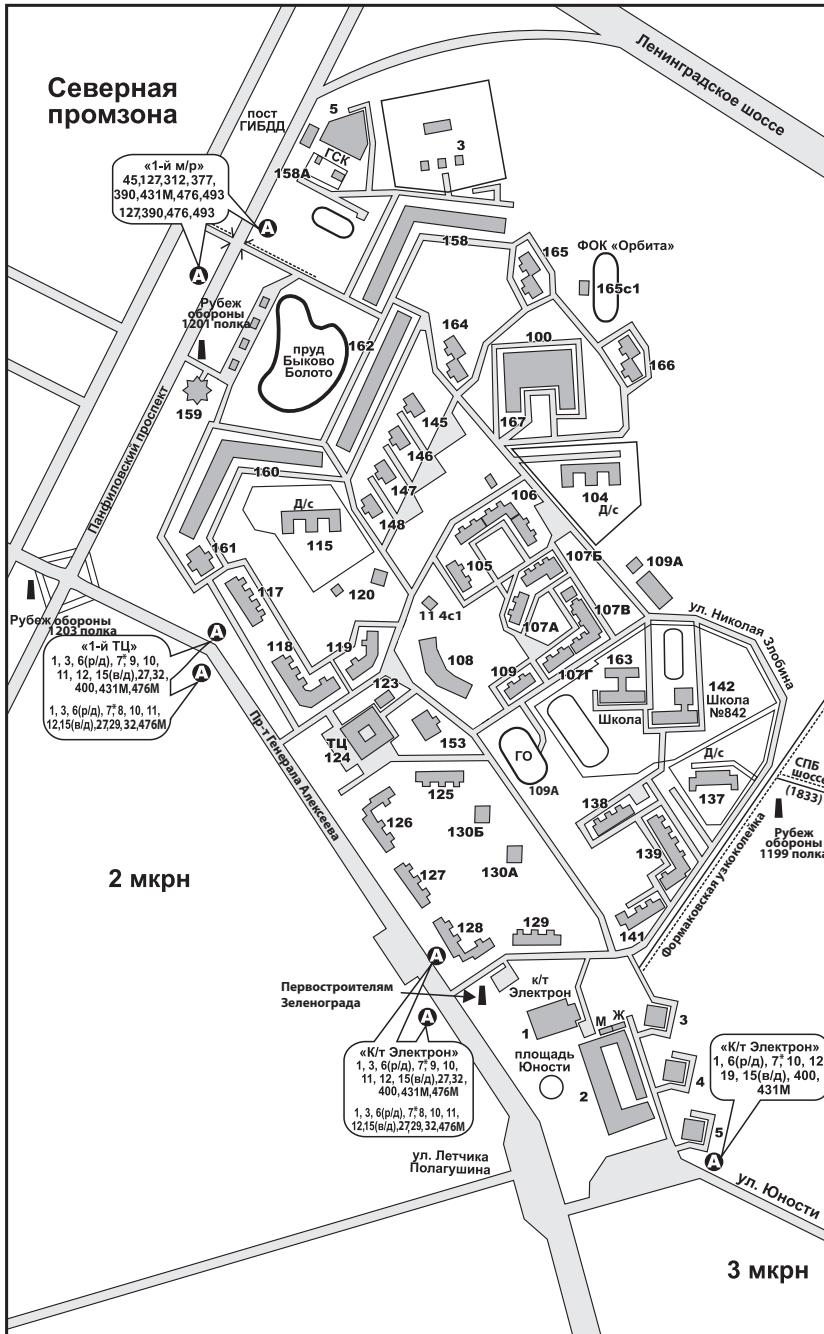 Северная
промзона
Ленинградское шоссе
пост
ГИБДД
5
3
ГСК
158А
«1-й м/р»
45,127,312, 377,
390,431М,476,493
127,390,476,493
А
А
158
165
ФОК «Орбита»
165с1
Рубеж
обороны
1201 полка
пруд
Быково
Болото
162
164
100
166
159
167
145
146
147
148
Панфиловский проспект
160
Д/с
115
106
104
Д/с
161
105
107Б
109А
117
120
11 4с1
107А
107В
ул. Николая Злобина
Рубеж обороны
1203 полка
А
«1-й ТЦ»
1, 3, 6(р/д), 7*, 9, 10,
11, 12, 15(в/д),27,32,
400,431М,476М
1, 3, 6(р/д), 7*, 8, 10, 11,
12,15(в/д),27,29, 32,476М
А
118
119
108
109
107Г
163
Школа
142
Школа
№842
123
ТЦ
124
153
ГО
109А
Д/с
137
СПБ
шоссе
(1833)
Рубеж
обороны
1199 полка
Пр-т Генерала Алексеева
125
126
130Б
138
139
127
130А
2 мкрн
128
129
141
Формаковская узкоколейка
А
Первостроителям
Зеленограда
к/т
Электрон
А
1
М
Ж
3
площадь
Юности
2
4
5
«К/т Электрон»
1, 3, 6(р/д), 7*, 9, 10,
11, 12, 15(в/д),27,32,
400,431М,476М
1, 3, 6(р/д), 7*, 8, 10, 11,
12,15(в/д),27,29, 32,476М
«К/т Электрон»
1, 6(р/д), 7*, 10, 12,
19, 15(в/д), 400,
431М
А
ул. Летчика
Полагушина
ул. Юности
3 мкрн